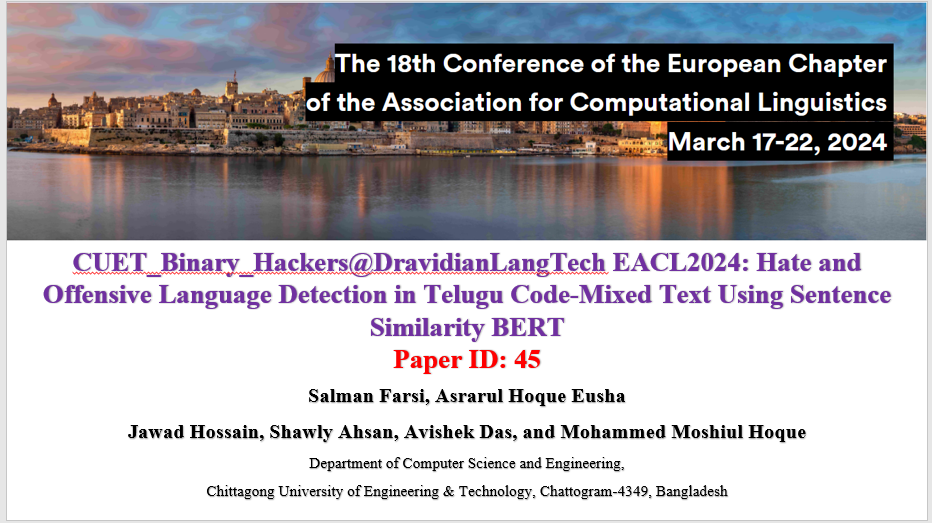 The 18th Conference of the European Chapter
of the Association for Computational Linguistics
March 17-22, 2024
CUET_Binary_Hackers@DravidianLangTech EACL2024: Hate and
Offensive Language Detection in Telugu Code-Mixed Text Using Sentence
Similarity BERT
Paper ID: 45
Salman Farsi, Asrarul Hoque Eusha
Jawad Hossain, Shawly Ahsan, Avishek Das, and Mohammed Moshiul Hoque
Department of Computer Science and Engineering,
Chittagong University of Engineering & Technology, Chattogram-4349, Bangladesh